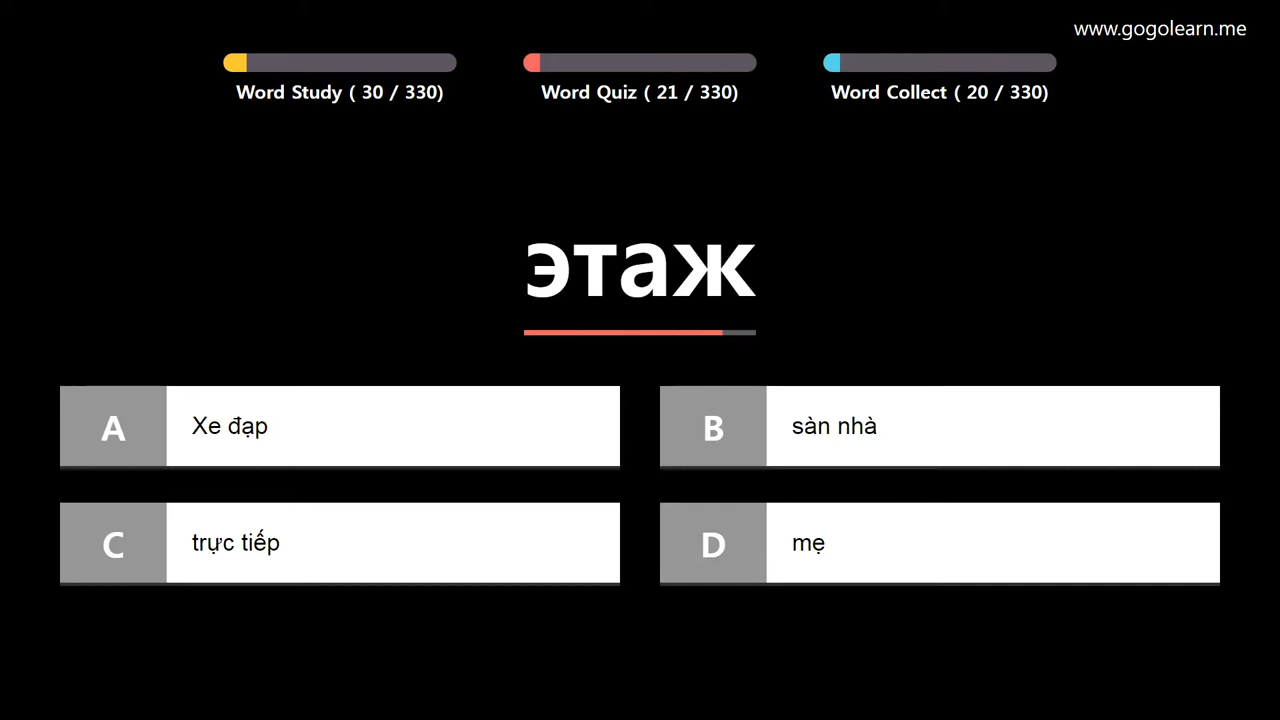 www.gogolearn.me
Word Study ( 30 / 330)
Word Quiz ( 21 / 330)
Word Collect ( 20 / 330)
этаж
A Xe đạp
B sàn nhà
C trực tiếp
D mẹ